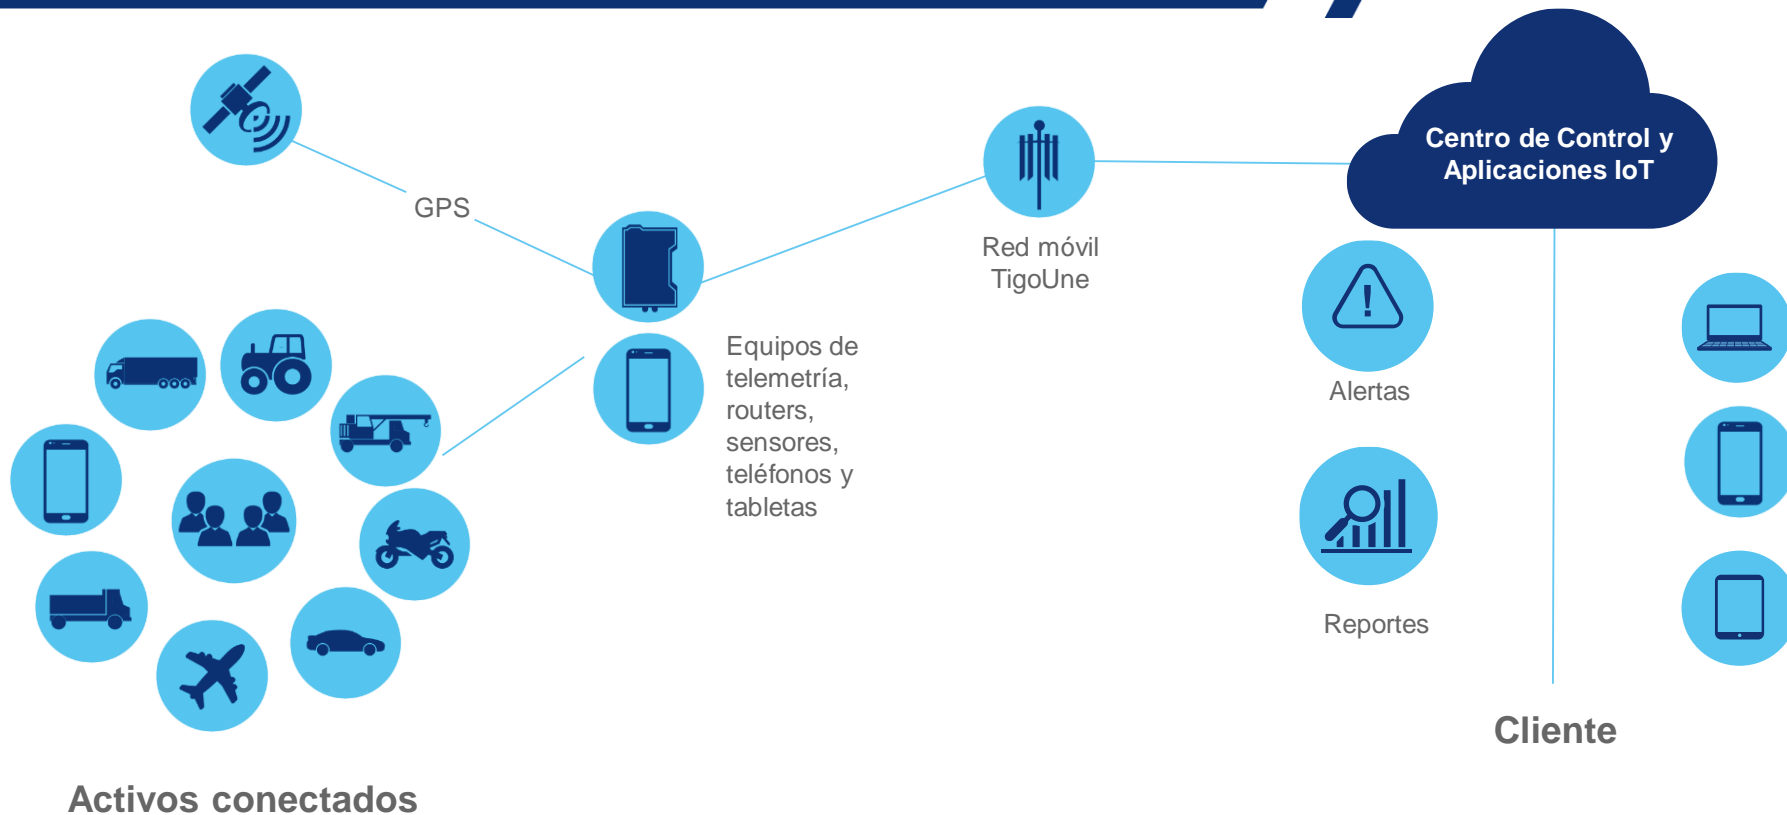 GPS
Centro de Control y
Aplicaciones IoT
Red móvil
TigoUne
Equipos de
telemetría,
routers,
sensores,
teléfonos y
tabletas
Alertas
Reportes
Cliente
Activos conectados